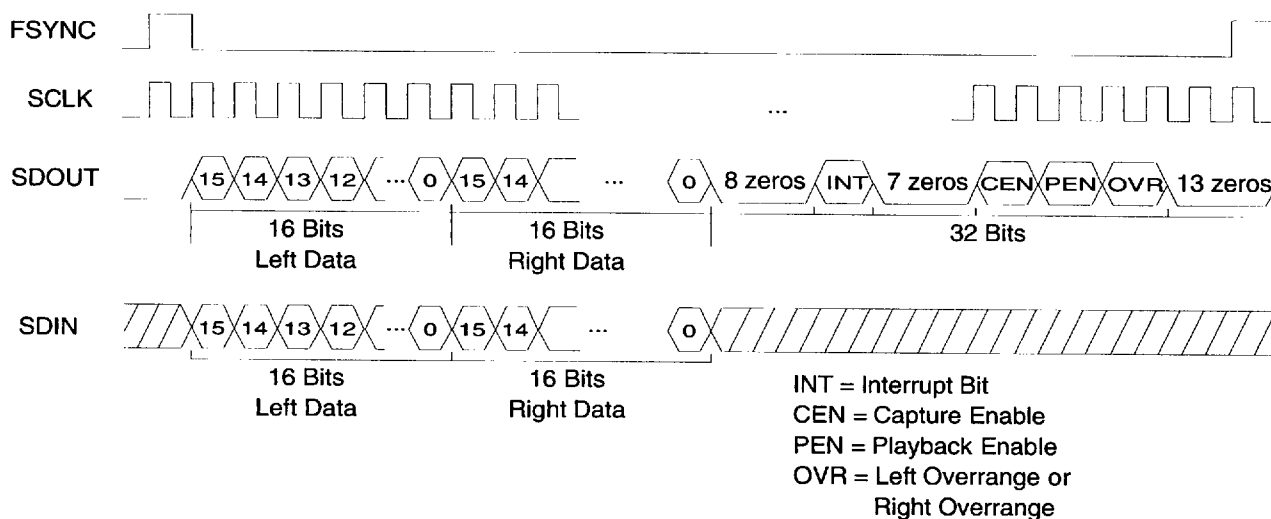 FSYNC
SCLK
...
SDOUT
15 14 13 12 ... 0 15 14 ... 0 8 zeros INT 7 zeros CEN PEN OVR 13 zeros
16 Bits
Left Data
16 Bits
Right Data
32 Bits
SDIN
15 14 13 12 ... 0 15 14 ... 0
16 Bits
Left Data
16 Bits
Right Data
INT = Interrupt Bit
CEN = Capture Enable
PEN = Playback Enable
OVR = Left Overrange or
Right Overrange